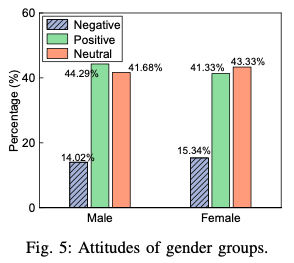 60
40
20
0
Percentage (%)
Negative
Positive
Neutral
44.29%
41.68%
14.02%
41.33%
43.33%
15.34%
Male
Female
Fig. 5: Attitudes of gender groups.